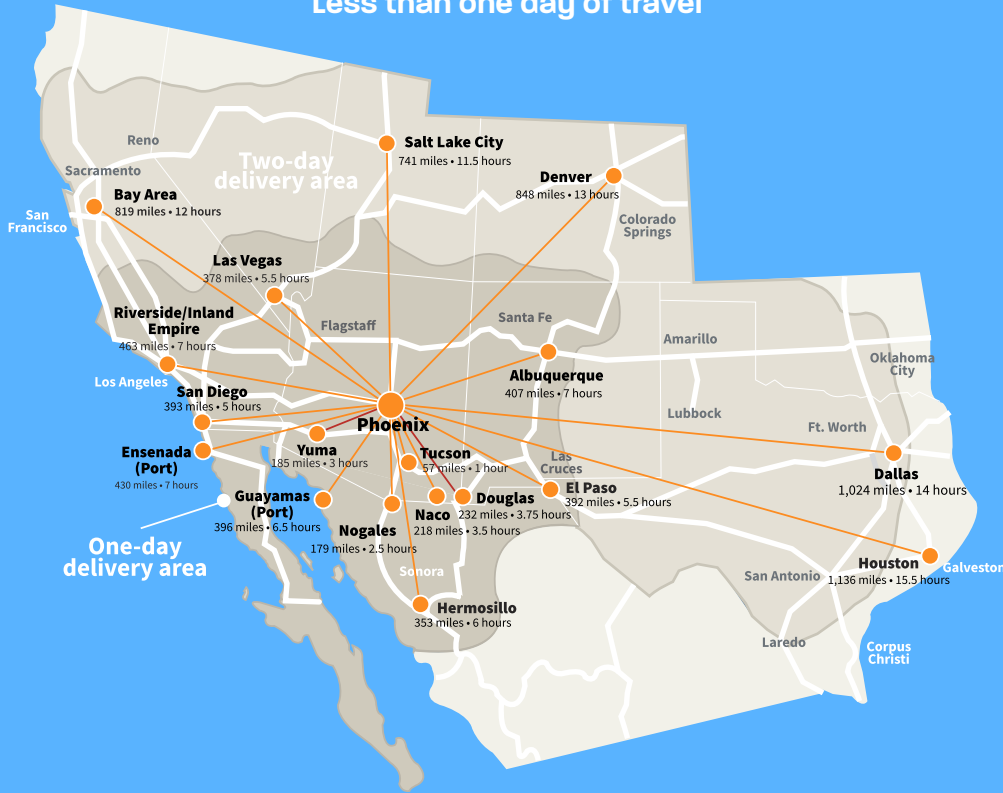 Less than one day of travel
Salt Lake City
741 miles • 11.5 hours
Reno
Two-day
delivery area
Sacramento
Denver
848 miles • 13 hours
Bay Area
819 miles • 12 hours
San
Francisco
Colorado
Springs
Las Vegas
378 miles • 5.5 hours
Riverside/Inland
Empire
463 miles • 7 hours
Flagstaff
Santa Fe
Amarillo
Oklahoma
City
Los Angeles
Albuquerque
407 miles • 7 hours
San Diego
393 miles • 5 hours
Lubbock
Phoenix
Ft. Worth
Ensenada
(Port)
430 miles • 7 hours
Yuma
185 miles • 3 hours
Tucson
57 miles • 1 hour
Las
Cruces
Dallas
1,024 miles • 14 hours
El Paso
392 miles • 5.5 hours
Guayamas
(Port)
396 miles • 6.5 hours
Douglas
232 miles • 3.75 hours
Naco
218 miles • 3.5 hours
Nogales
179 miles • 2.5 hours
One-day
delivery area
Sonora
Houston
1,136 miles • 15.5 hours
Galveston
San Antonio
Hermosillo
353 miles • 6 hours
Laredo
Corpus
Christi